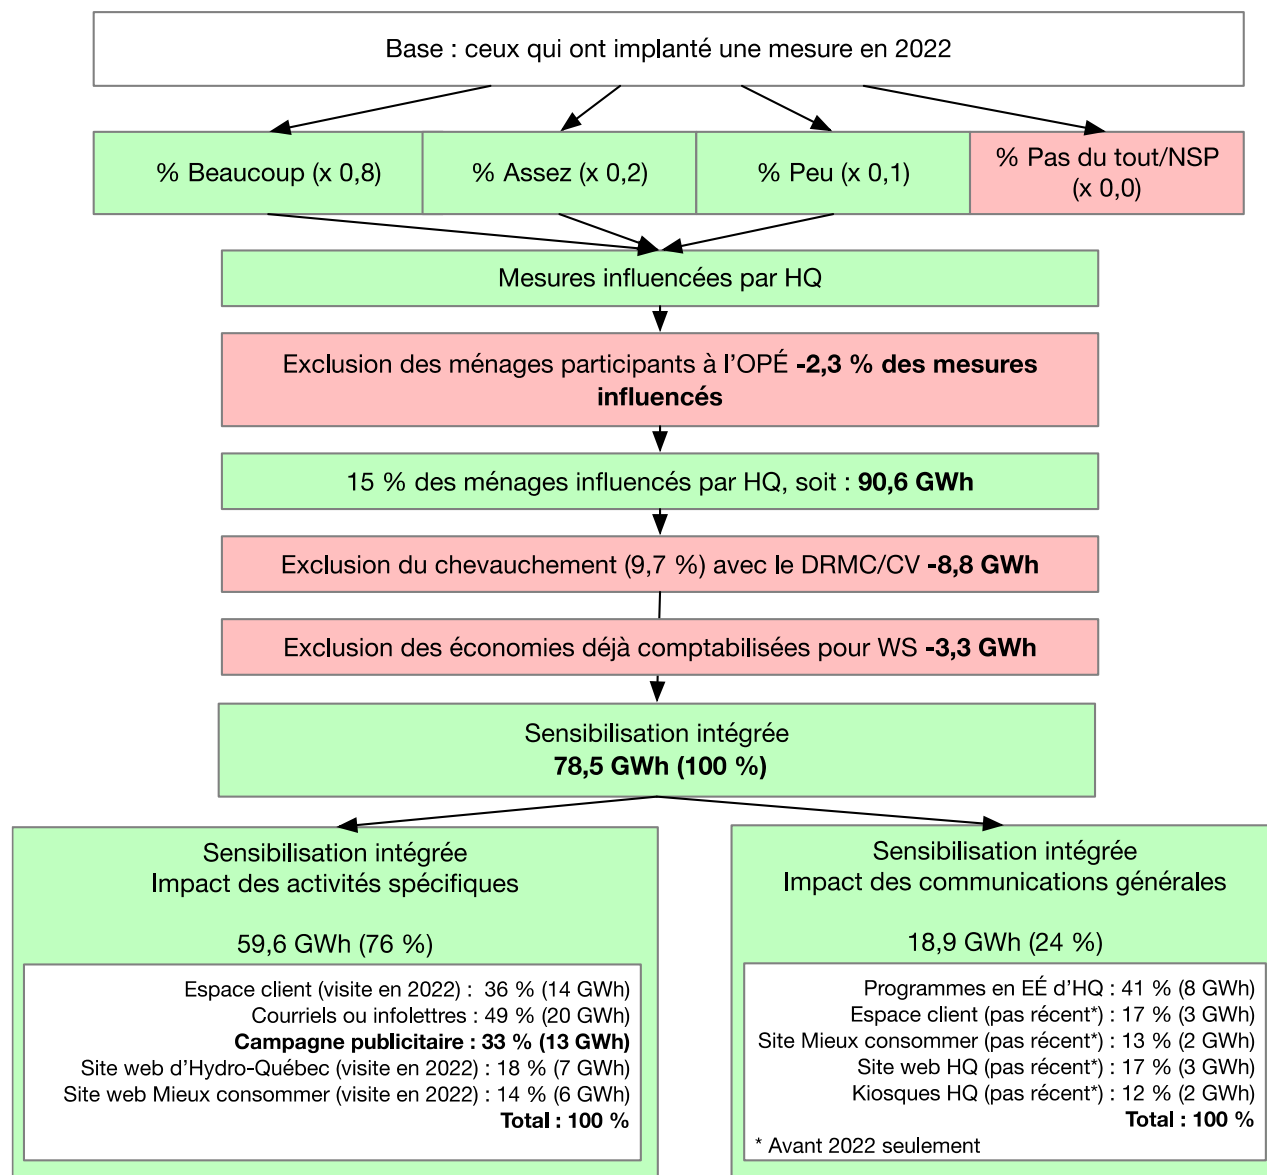 Base : ceux qui ont implanté une mesure en 2022
% Beaucoup (x 0,8)
% Assez (x 0,2)
% Peu (x 0,1)
% Pas du tout/NSP
(x 0,0)
Mesures influencées par HQ
Exclusion des ménages participants à l'OPÉ -2,3 % des mesures
influencés
15 % des ménages influencés par HQ, soit : 90,6 GWh
Exclusion du chevauchement (9,7 %) avec le DRMC/CV -8,8 GWh
Exclusion des économies déjà comptabilisées pour WS -3,3 GWh
Sensibilisation intégrée
78,5 GWh (100 %)
Sensibilisation intégrée
Impact des activités spécifiques
59,6 GWh (76 %)
Espace client (visite en 2022) : 36 % (14 GWh)
Courriels ou infolettres : 49 % (20 GWh)
Campagne publicitaire : 33 % (13 GWh)
Site web d'Hydro-Québec (visite en 2022) : 18 % (7 GWh)
Site web Mieux consommer (visite en 2022) : 14 % (6 GWh)
Total : 100 %
Sensibilisation intégrée
Impact des communications générales
18,9 GWh (24 %)
Programmes en EÉ d'HQ : 41 % (8 GWh)
Espace client (pas récent*) : 17 % (3 GWh)
Site Mieux consommer (pas récent*) : 13 % (2 GWh)
Site web HQ (pas récent*) : 17 % (3 GWh)
Kiosques HQ (pas récent*) : 12 % (2 GWh)
Total : 100 %
* Avant 2022 seulement